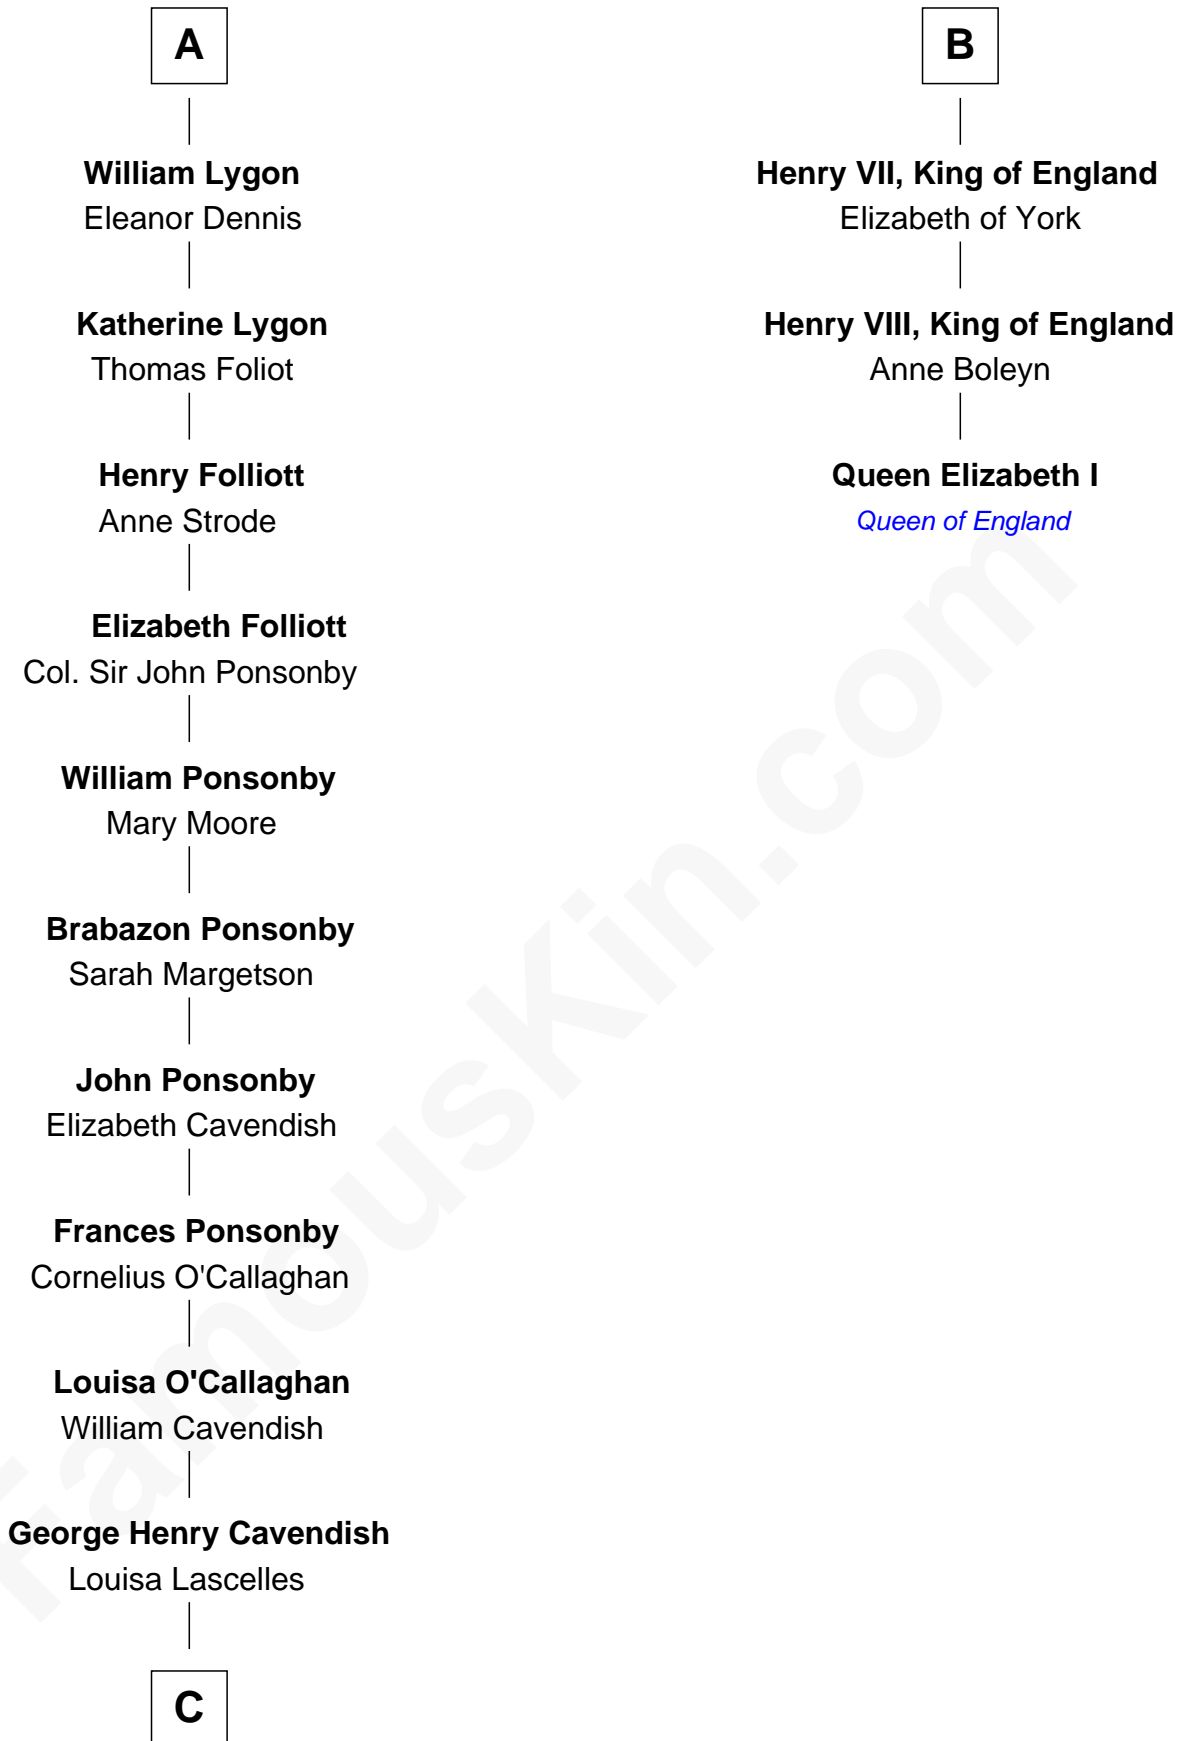 A
William Lygon
Eleanor Dennis
Katherine Lygon
Thomas Foliot
Henry Folliott
Anne Strode
Elizabeth Folliott
Col. Sir John Ponsonby
William Ponsonby
Mary Moore
Brabazon Ponsonby
Sarah Margetson
John Ponsonby
Elizabeth Cavendish
Frances Ponsonby
Cornelius O'Callaghan
Louisa O'Callaghan
William Cavendish
George Henry Cavendish
Louisa Lascelles
C
B
Henry VII, King of England
Elizabeth of York
Henry VIII, King of England
Anne Boleyn
Queen Elizabeth I
Queen of England
FamousKin.com